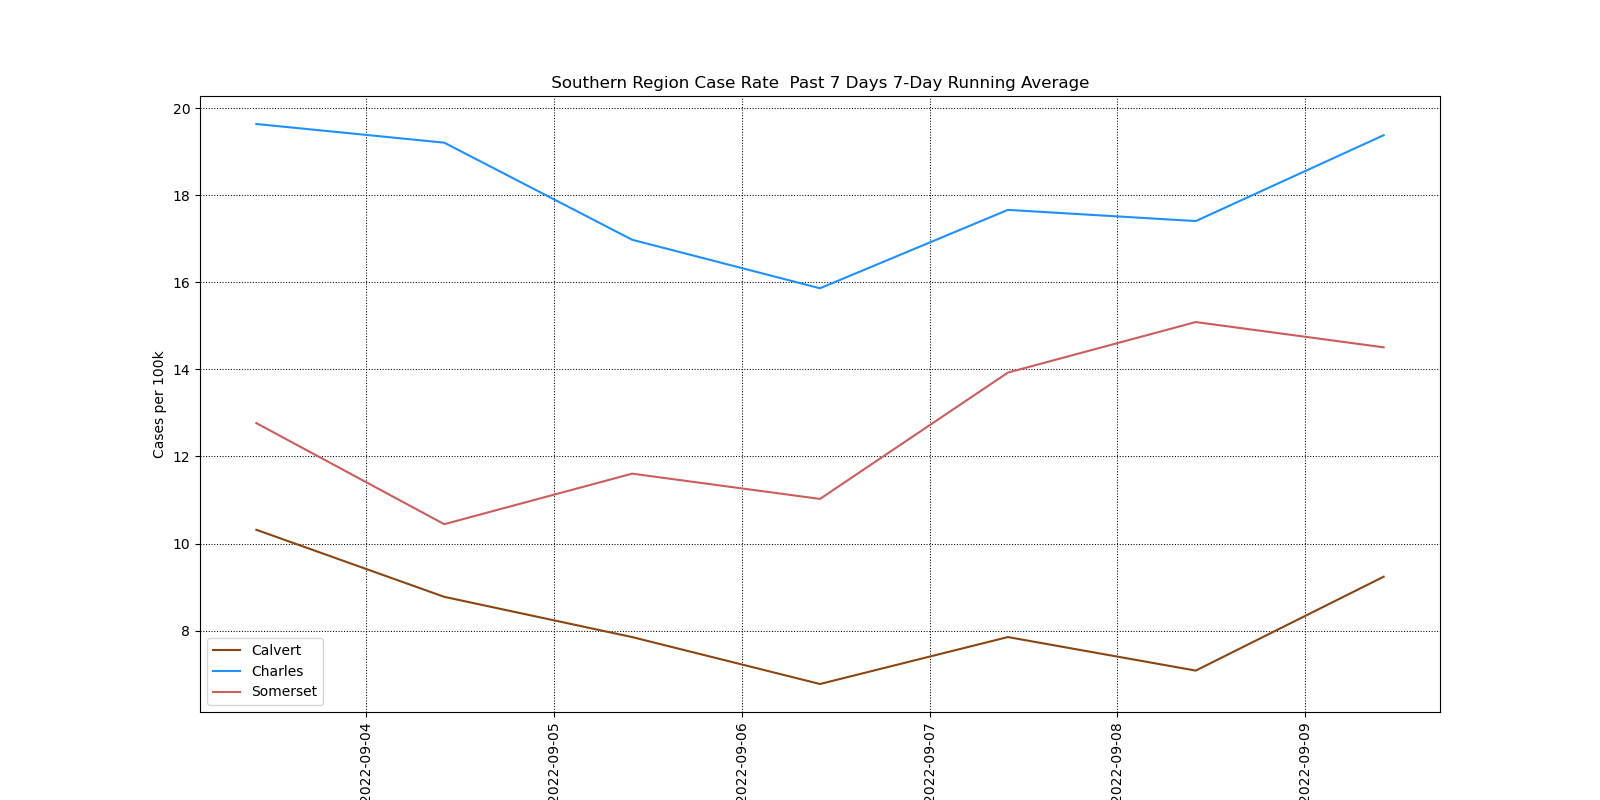 Southern Region Case Rate  Past 7 Days 7-Day Running Average
20
18
16
14
12
10
8
Cases per 100k
Calvert
Charles
Somerset
2022-09-04
2022-09-05
2022-09-06
2022-09-07
2022-09-08
2022-09-09